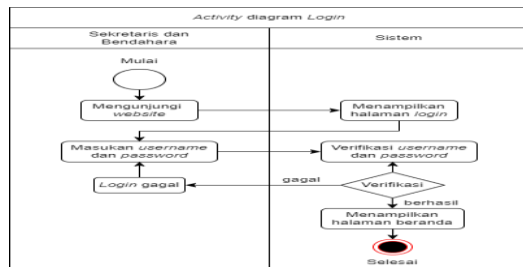 Activity diagram Login
Sekretaris dan
Bendahara
Sistem
Mulai
Mengunjungi
website
Menampilkan
halaman login
Masukan username
dan password
Verifikasi username
dan password
Login gagal
gagal
Verifikasi
berhasil
Menampilkan
halaman beranda
Selesai